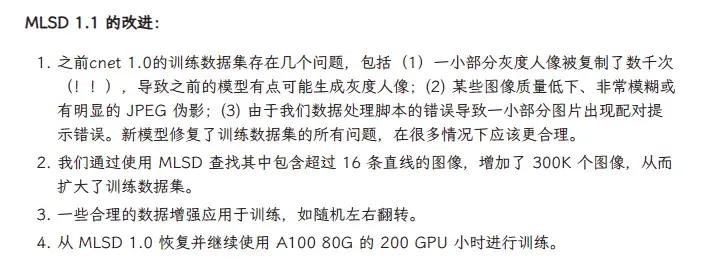 MLSD 1.1 的改进：
1. 之前cnet 1.0的训练数据集存在几个问题，包括（1）一小部分灰度人像被复制了数千次
（！！），导致之前的模型有点可能生成灰度人像；(2) 某些图像质量低下、非常模糊或
有明显的 JPEG 伪影；(3) 由于我们数据处理脚本的错误导致一小部分图片出现配对提
示错误。新模型修复了训练数据集的所有问题，在很多情况下应该更合理。
2. 我们通过使用 MLSD 查找其中包含超过 16 条直线的图像，增加了 300K 个图像，从而
扩大了训练数据集。
3. 一些合理的数据增强应用于训练，如随机左右翻转。
4. 从 MLSD 1.0 恢复并继续使用 A100 80G 的 200 GPU 小时进行训练。